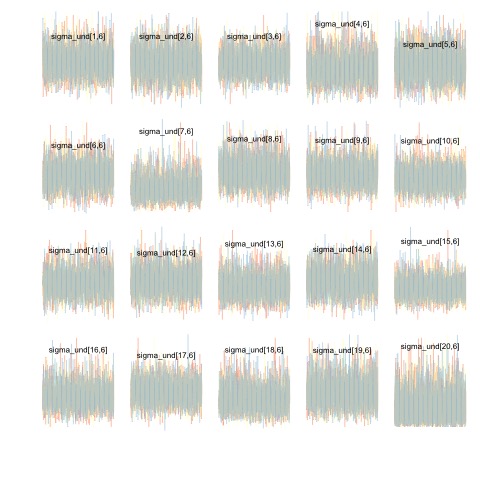 sigma_und[1,6]
sigma_und[2,6]
sigma_und[3,6]
sigma_und[4,6]
sigma_und[5,6]
sigma_und[6,6]
sigma_und[7,6]
sigma_und[8,6]
sigma_und[9,6]
sigma_und[10,6]
sigma_und[11,6]
sigma_und[12,6]
sigma_und[13,6]
sigma_und[14,6]
sigma_und[15,6]
sigma_und[16,6]
sigma_und[17,6]
sigma_und[18,6]
sigma_und[19,6]
sigma_und[20,6]